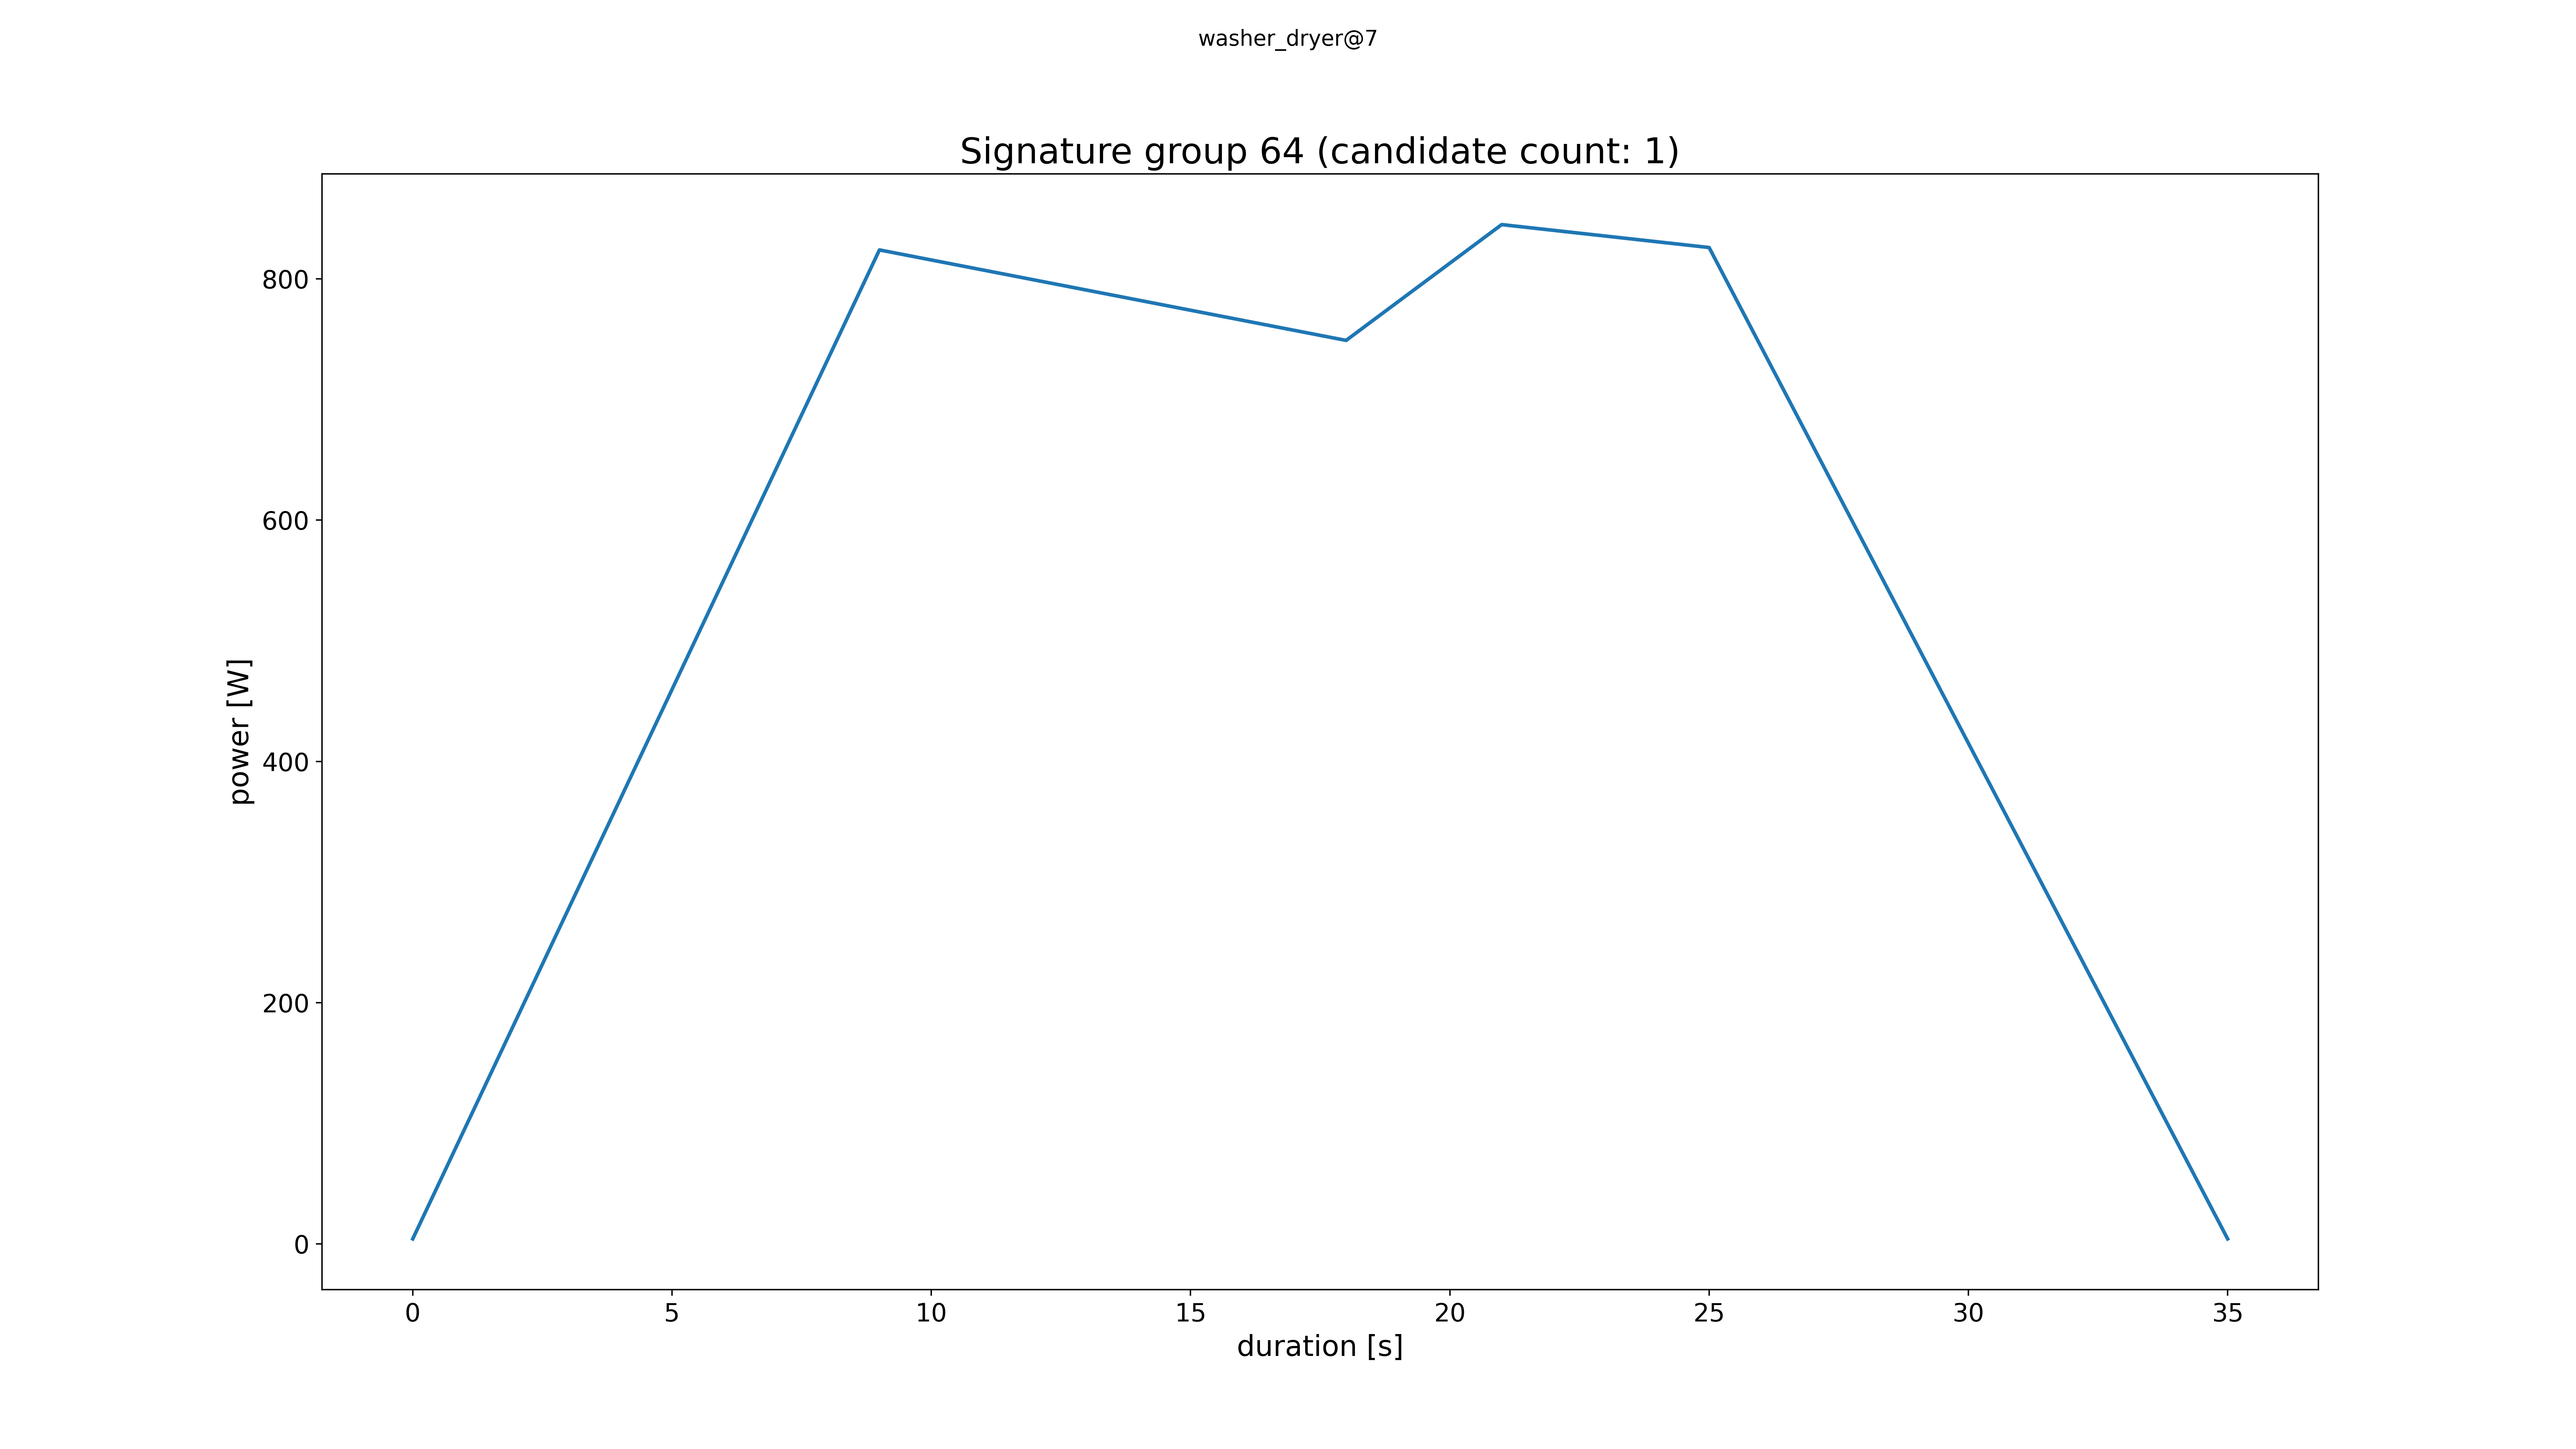 washer_dryer@7
Signature group 64 (candidate count: 1)
800
600
400
200
0
power [W]
0 5 10 15 20 25 30 35
duration [s]